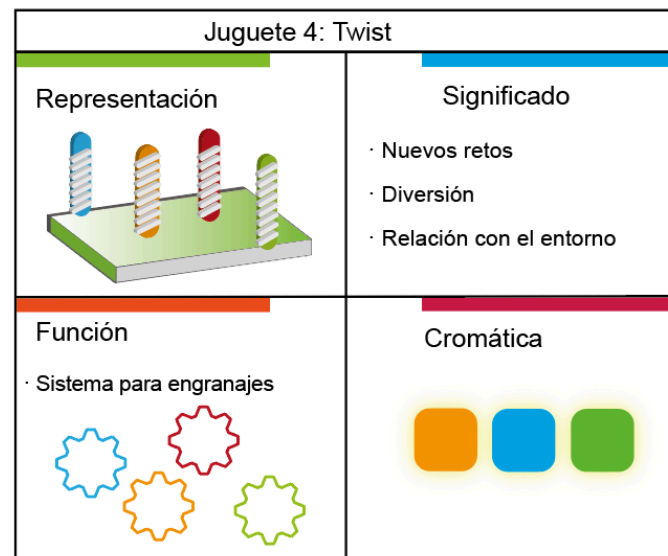 Juguete 4: Twist
Representación
Significado
· Nuevos retos
· Diversión
· Relación con el entorno
Función
· Sistema para engranajes
Cromática